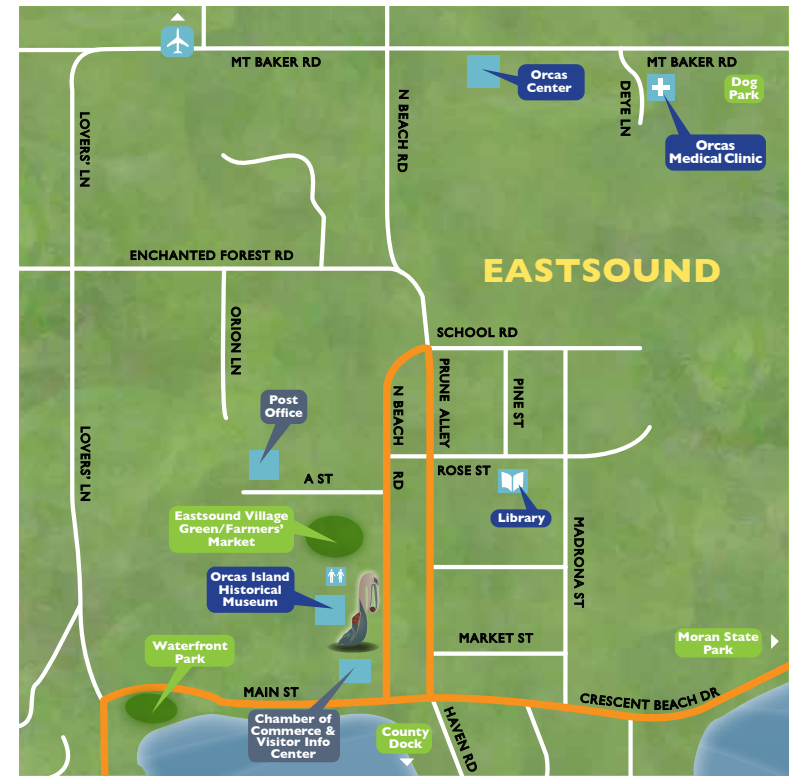 MT BAKER RD
MT BAKER RD
Orcas
Center
Dog
Park
DEYE LN
N BEACH RD
LOVERS' LN
Orcas
Medical Clinic
ENCHANTED FOREST RD
EASTSOUND
ORION LN
SCHOOL RD
PRUNE ALLEY
PINE ST
N BEACH RD
Post
Office
LOVERS' LN
A ST
ROSE ST
Library
Eastsound Village
Green/Farmers'
Market
MADRONA ST
Orcas Island
Historical
Museum
Waterfront
Park
MARKET ST
Moran State
Park
MAIN ST
CRESCENT BEACH DR
Chamber of
Commerce &
Visitor Info
Center
County
Dock
HAVEN RD